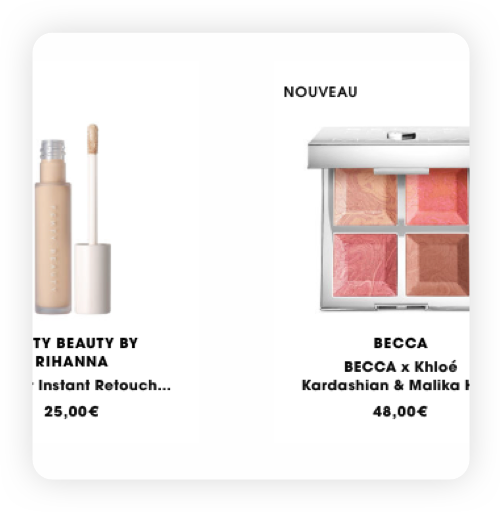 NOUVEAU
TY BEAUTY BY
RIHANNA
Instant Retouch...
25,00€
BECCA
BECCA x Khloé
Kardashian & Malika
48,00€